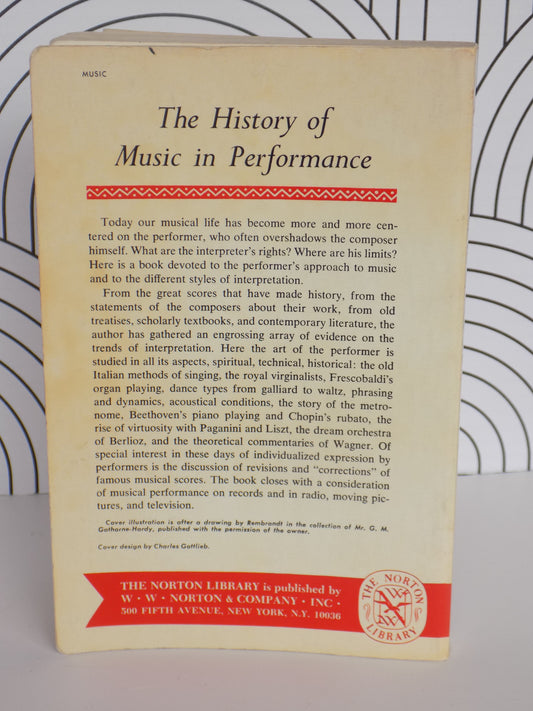 MUSIC
The History of
Music in Performance
Today our musical life has become more and more cen-
tered on the performer, who often overshadows the composer
himself. What are the interpreter's rights? Where are his limits?
Here is a book devoted to the performer's approach to music
and to the different styles of interpretation.
From the great scores that have made history, from the
statements of the composers about their work, from old
treatises, scholarly textbooks, and contemporary literature, the
author has gathered an engrossing array of evidence on the
trends of interpretation. Here the art of the performer is
studied in all its aspects, spiritual, technical, historical: the old
Italian methods of singing, the royal virginalists, Frescobaldi's
organ playing, dance types from galliard to waltz, phrasing
and dynamics, acoustical conditions, the story of the metro-
nome, Beethoven's piano playing and Chopin's rubato, the
rise of virtuosity with Paganini and Liszt, the dream orchestra
of Berlioz, and the theoretical commentaries of Wagner. Of
special interest in these days of individualized expression by
performers is the discussion of revisions and "corrections" of
famous musical scores. The book closes with a consideration
of musical performance on records and in radio, moving pic-
tures, and television.
Cover illustration is after a drawing by Rembrandt in the collection of Mr. G. M.
Gathorne-Hardy, published with the permission of the owner.
Cover design by Charles Gottlieb.
THE NORTON LIBRARY is published by
W · W · NORTON & COMPANY · INC ·
500 FIFTH AVENUE, NEW YORK, N.Y. 10036
THE NORTON
LIBRARY